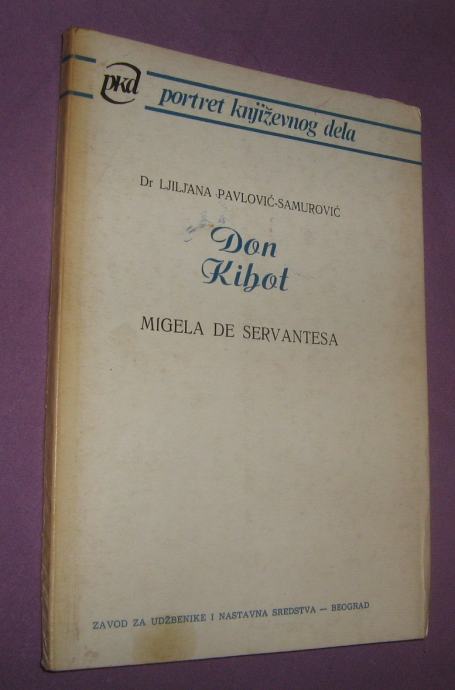 pkd
portret književnog dela
Dr LJILJANA PAVLOVIĆ-SAMUROVIĆ
Don
Kihot
MIGELA DE SERVANTESA
ZAVOD ZA UDŽBENIKE I NASTAVNA SREDSTVA — BEOGRAD